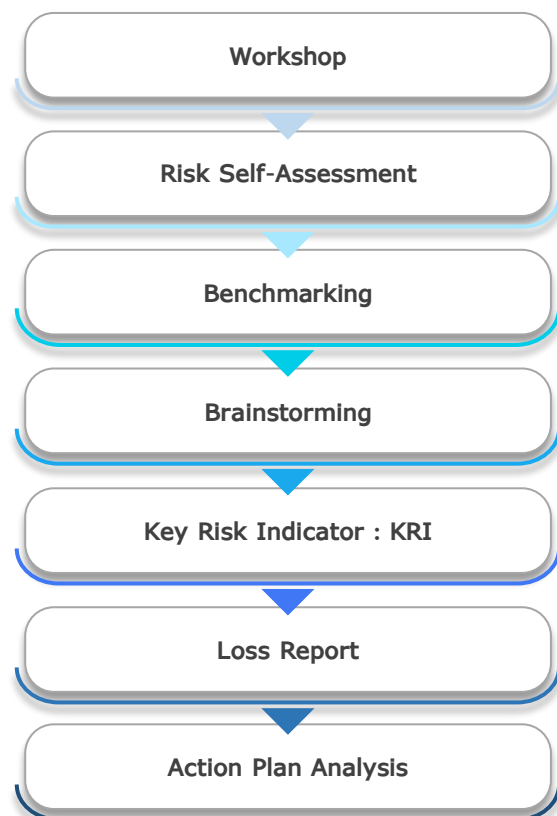 Workshop
Risk Self-Assessment
Benchmarking
Brainstorming
Key Risk Indicator : KRI
Loss Report
Action Plan Analysis